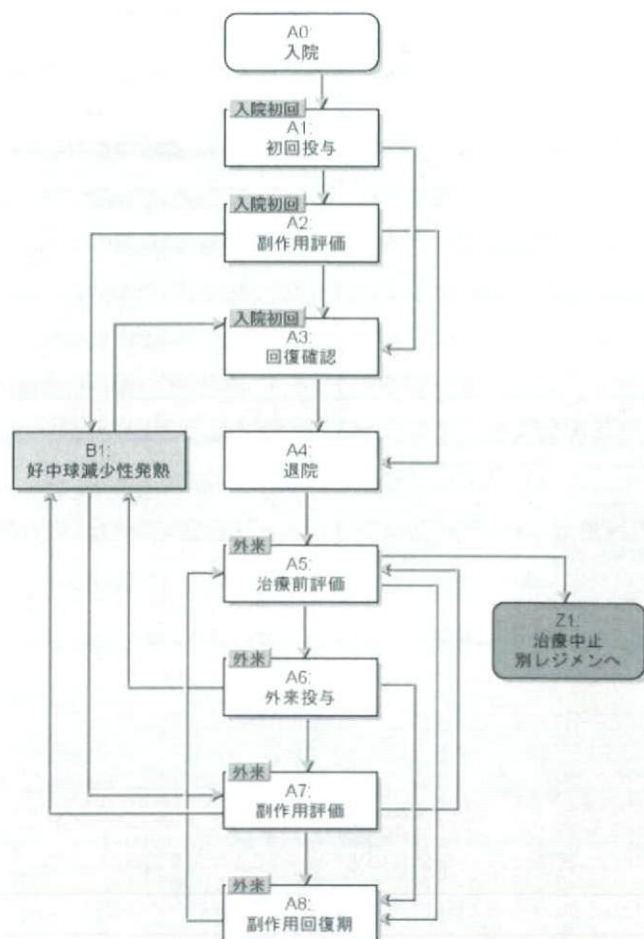 A0:
入院
入院初回
A1:
初回投与
入院初回
A2:
副作用評価
入院初回
A3:
回復確認
B1:
好中球減少性発熱
A4:
退院
外来
A5:
治療前評価
Z1:
治療中止
別レジメンへ
外来
A6:
外来投与
外来
A7:
副作用評価
外来
A8:
副作用回復期